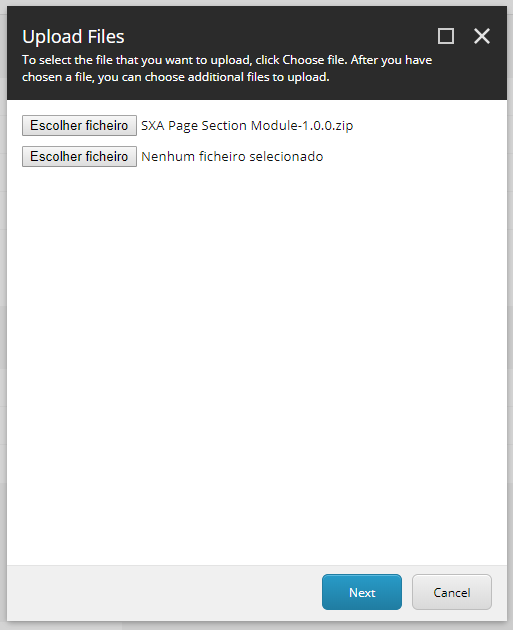 Upload Files
To select the file that you want to upload, click Choose file. After you have
chosen a file, you can choose additional files to upload.
Escolher ficheiro SXA Page Section Module-1.0.0.zip
Escolher ficheiro Nenhum ficheiro selecionado
Next Cancel